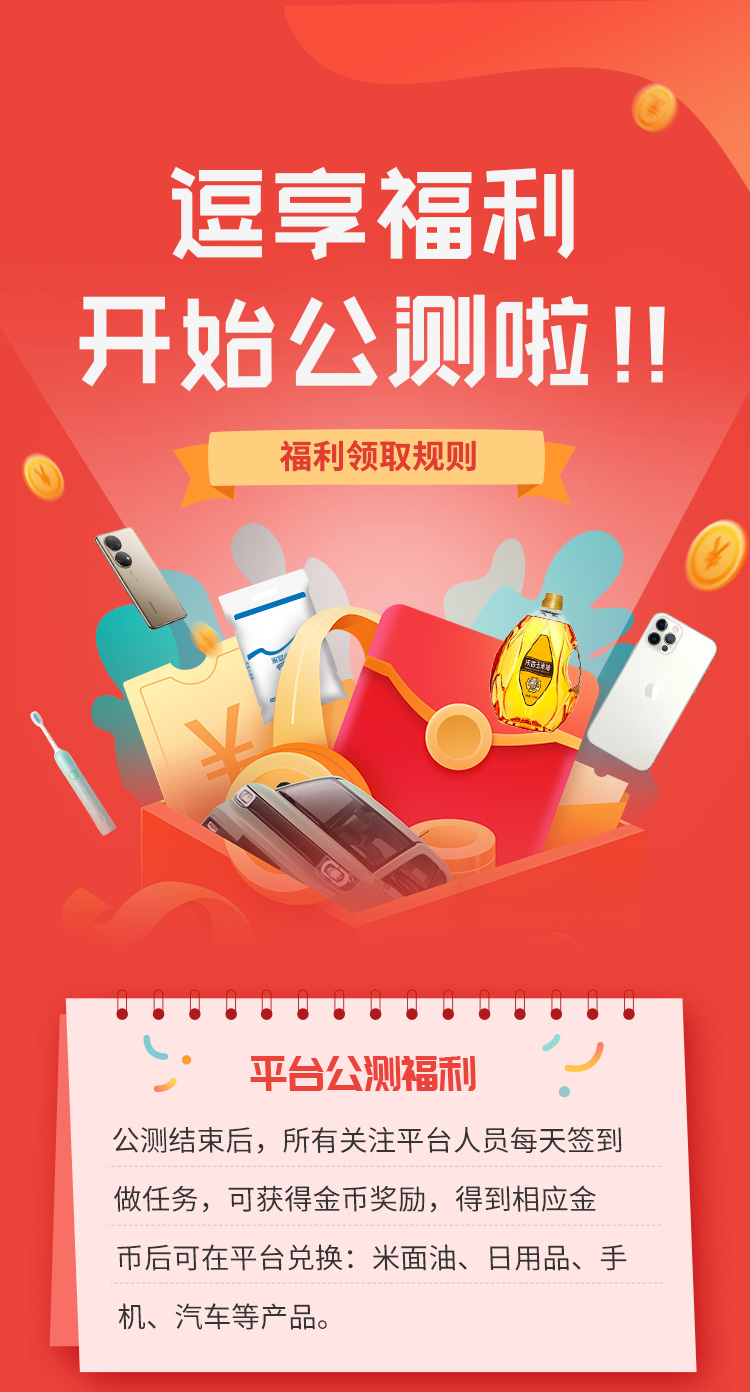 逗享福利
开始公测啦!!
福利领取规则
平台公测福利
公测结束后，所有关注平台人员每天签到
做任务，可获得金币奖励，得到相应金
币后可在平台兑换：米面油、日用品、手
机、汽车等产品。